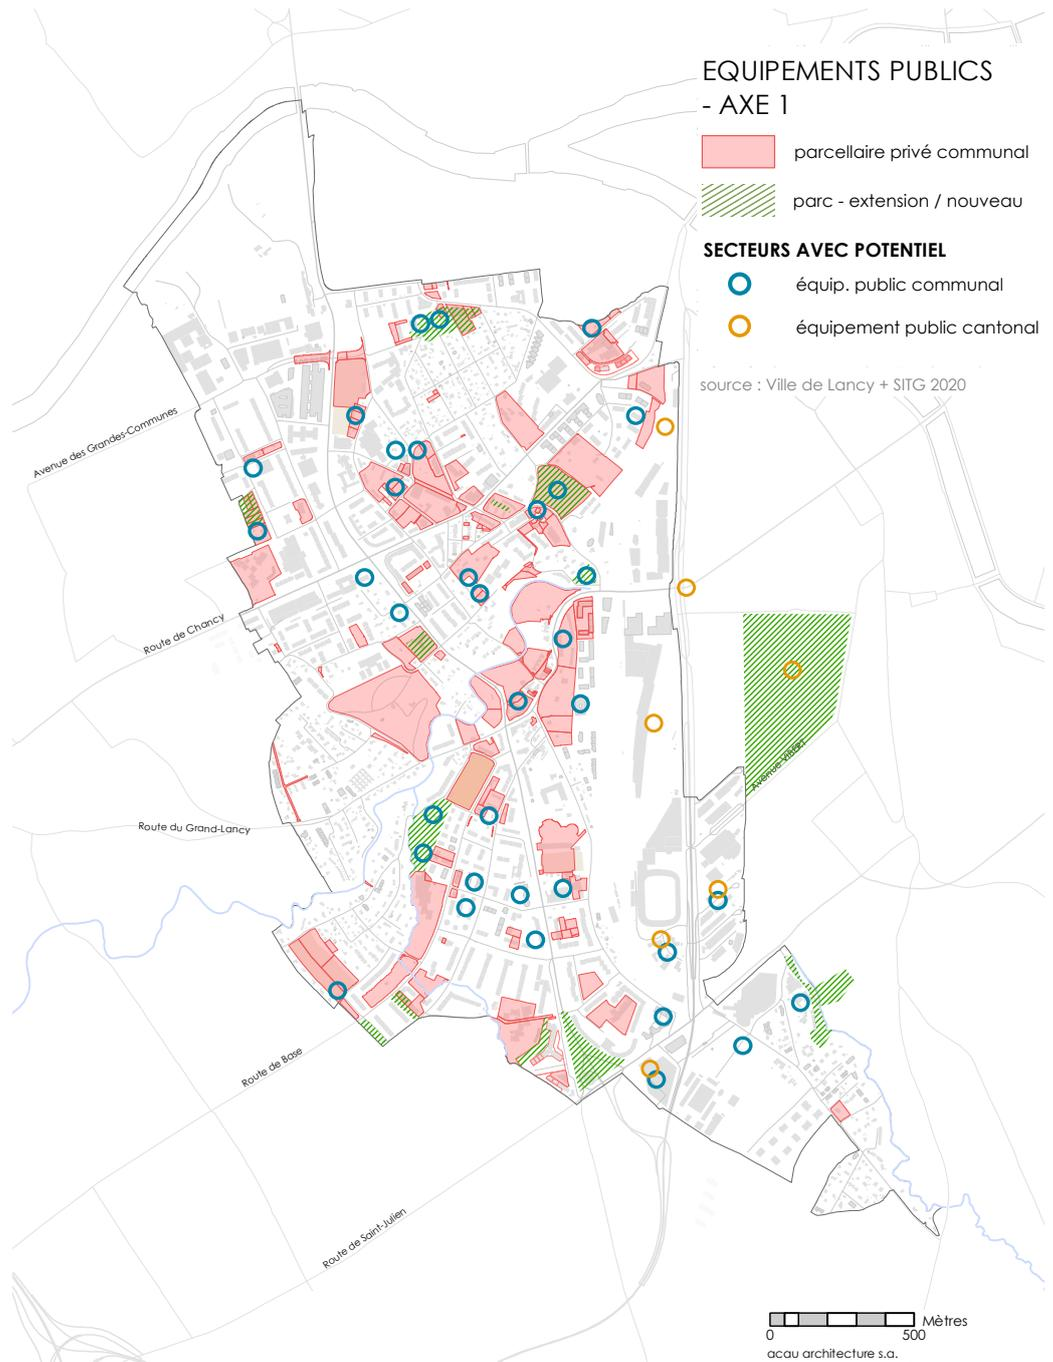 EQUIPEMENTS PUBLICS
- AXE 1
parcellaire privé communal
parc - extension / nouveau
SECTEURS AVEC POTENTIEL
équip. public communal
équipement public cantonal
source : Ville de Lancy + SITG 2020
Avenue des Grandes-Communes
Route de Chancy
Avenue VIBERT
Route du Grand-Lancy
Route de Base
Route de Saint-Julien
Mètres
0 500
acau architecture s.a.